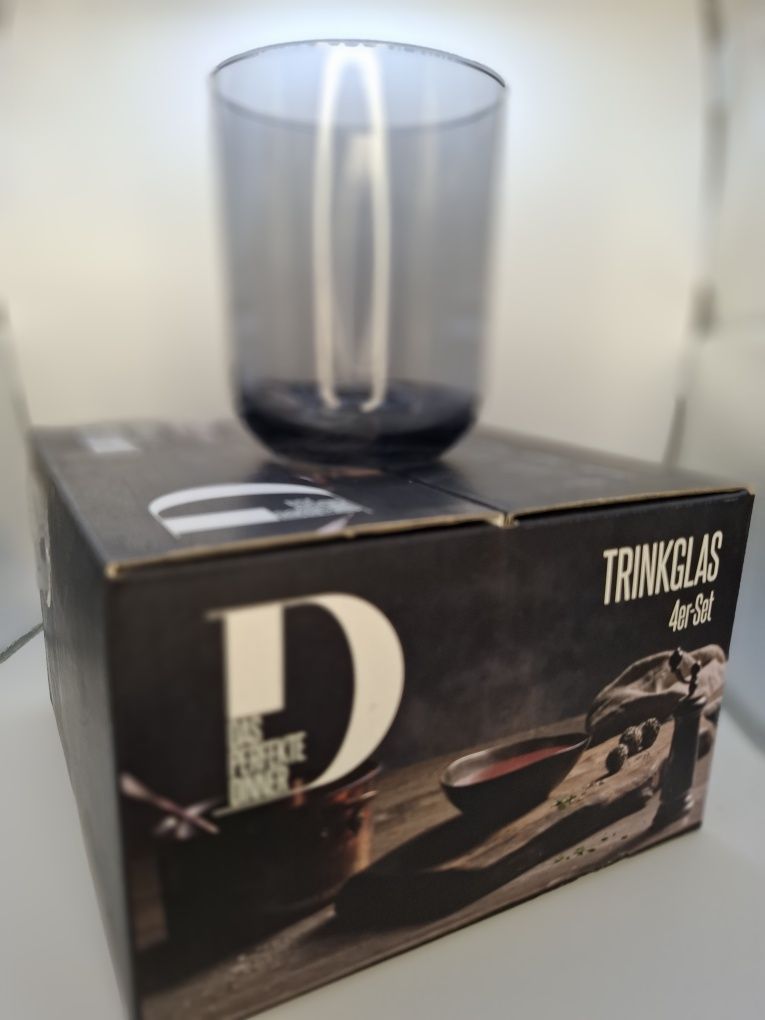 TRINKGLAS
4er-Set
D
DAS
PERFEKTE
DINNER